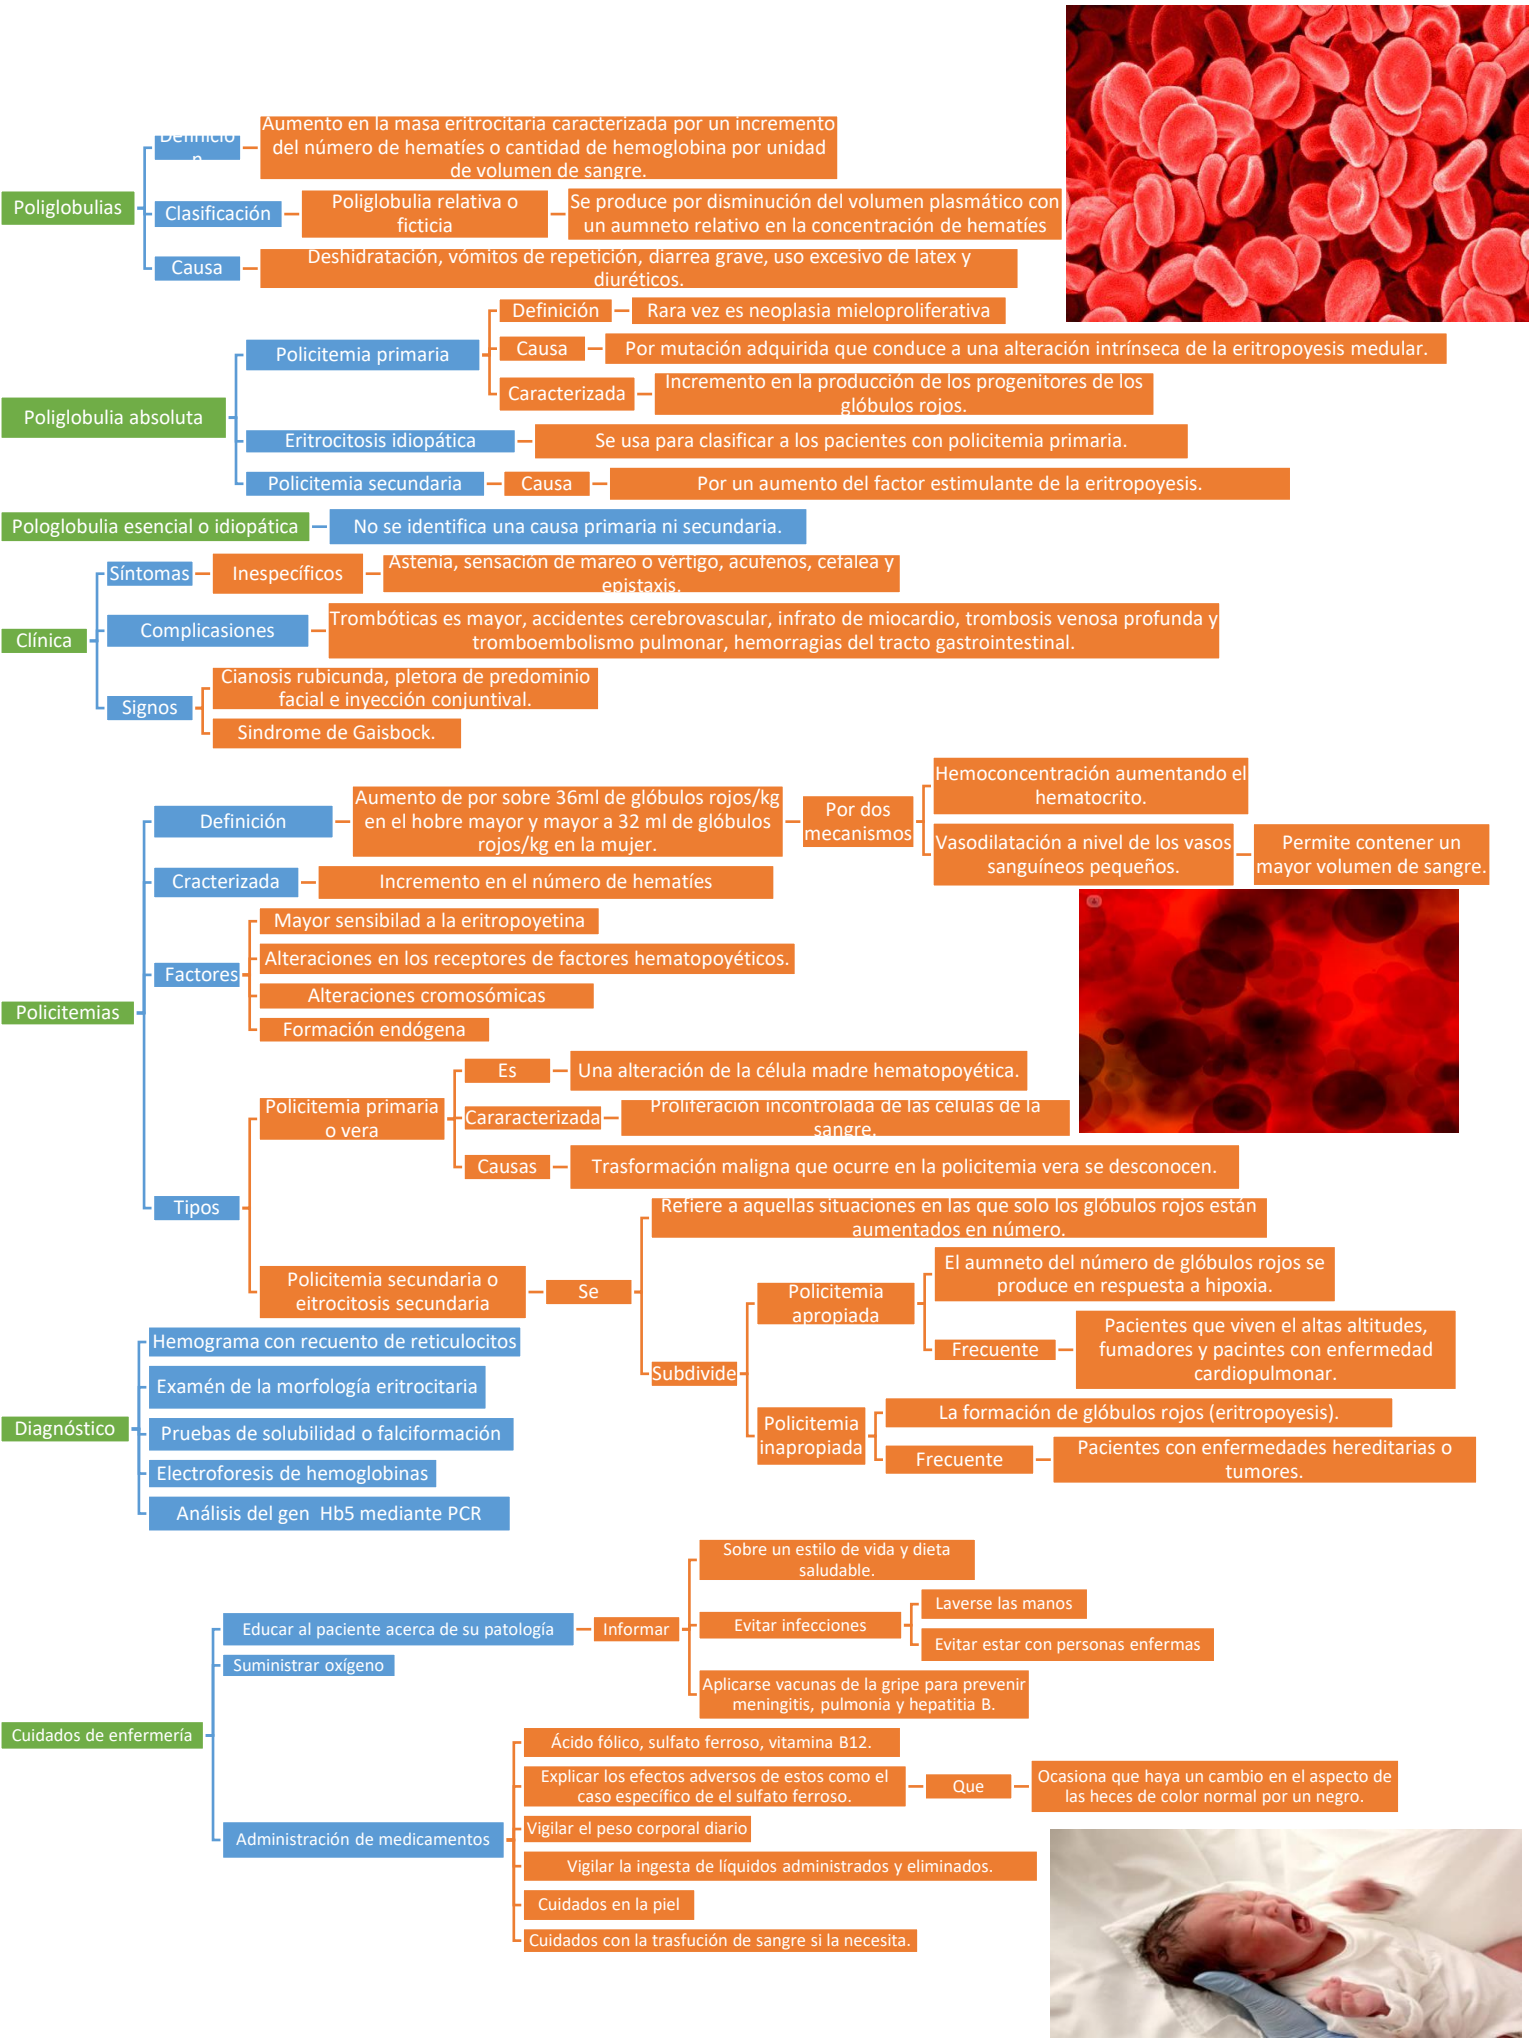 Poliglobulias
Definició
n
Aumento en la masa eritrocitaria caracterizada por un incremento
del número de hematíes o cantidad de hemoglobina por unidad
de volumen de sangre.
Clasificación
Poliglobulia relativa o
ficticia
Se produce por disminución del volumen plasmático con
un aumneto relativo en la concentración de hematíes
Causa
Deshidratación, vómitos de repetición, diarrea grave, uso excesivo de latex y
diuréticos.
Poliglobulia absoluta
Policitemia primaria
Definición
Rara vez es neoplasia mieloproliferativa
Causa
Por mutación adquirida que conduce a una alteración intrínseca de la eritropoyesis medular.
Caracterizada
Incremento en la producción de los progenitores de los
glóbulos rojos.
Eritrocitosis idiopática
Se usa para clasificar a los pacientes con policitemia primaria.
Policitemia secundaria
Causa
Por un aumento del factor estimulante de la eritropoyesis.
Pologlobulia esencial o idiopática
No se identifica una causa primaria ni secundaria.
Clínica
Síntomas
Inespecíficos
Astenia, sensación de mareo o vértigo, acufenos, cefalea y
epistaxis.
Complicasiones
Trombóticas es mayor, accidentes cerebrovascular, infrato de miocardio, trombosis venosa profunda y
tromboembolismo pulmonar, hemorragias del tracto gastrointestinal.
Signos
Cianosis rubicunda, pletora de predominio
facial e inyección conjuntival.
Sindrome de Gaisbock.
Policitemias
Definición
Aumento de por sobre 36ml de glóbulos rojos/kg
en el hobre mayor y mayor a 32 ml de glóbulos
rojos/kg en la mujer.
Por dos
mecanismos
Hemoconcentración aumentando el
hematocrito.
Vasodilatación a nivel de los vasos
sanguíneos pequeños.
Permite contener un
mayor volumen de sangre.
Cracterizada
Incremento en el número de hematíes
Factores
Mayor sensibilad a la eritropoyetina
Alteraciones en los receptores de factores hematopoyéticos.
Alteraciones cromosómicas
Formación endógena
Tipos
Policitemia primaria
o vera
Es
Una alteración de la célula madre hematopoyética.
Cararacterizada
Proliferación incontrolada de las células de la
sangre.
Causas
Trasformación maligna que ocurre en la policitemia vera se desconocen.
Policitemia secundaria o
eitrocitosis secundaria
Se
Refiere a aquellas situaciones en las que solo los glóbulos rojos están
aumentados en número.
Subdivide
Policitemia
apropiada
El aumneto del número de glóbulos rojos se
produce en respuesta a hipoxia.
Frecuente
Pacientes que viven el altas altitudes,
fumadores y pacintes con enfermedad
cardiopulmonar.
Policitemia
inapropiada
La formación de glóbulos rojos (eritropoyesis).
Frecuente
Pacientes con enfermedades hereditarias o
tumores.
Diagnóstico
Hemograma con recuento de reticulocitos
Examén de la morfología eritrocitaria
Pruebas de solubilidad o falciformación
Electroforesis de hemoglobinas
Análisis del gen Hb5 mediante PCR
Cuidados de enfermería
Educar al paciente acerca de su patología
Informar
Sobre un estilo de vida y dieta
saludable.
Evitar infecciones
Laverse las manos
Evitar estar con personas enfermas
Aplicarse vacunas de la gripe para prevenir
meningitis, pulmonia y hepatitia B.
Suministrar oxígeno
Administración de medicamentos
Ácido fólico, sulfato ferroso, vitamina B12.
Explicar los efectos adversos de estos como el
caso específico de el sulfato ferroso.
Que
Ocasiona que haya un cambio en el aspecto de
las heces de color normal por un negro.
Vigilar el peso corporal diario
Vigilar la ingesta de líquidos administrados y eliminados.
Cuidados en la piel
Cuidados con la trasfución de sangre si la necesita.